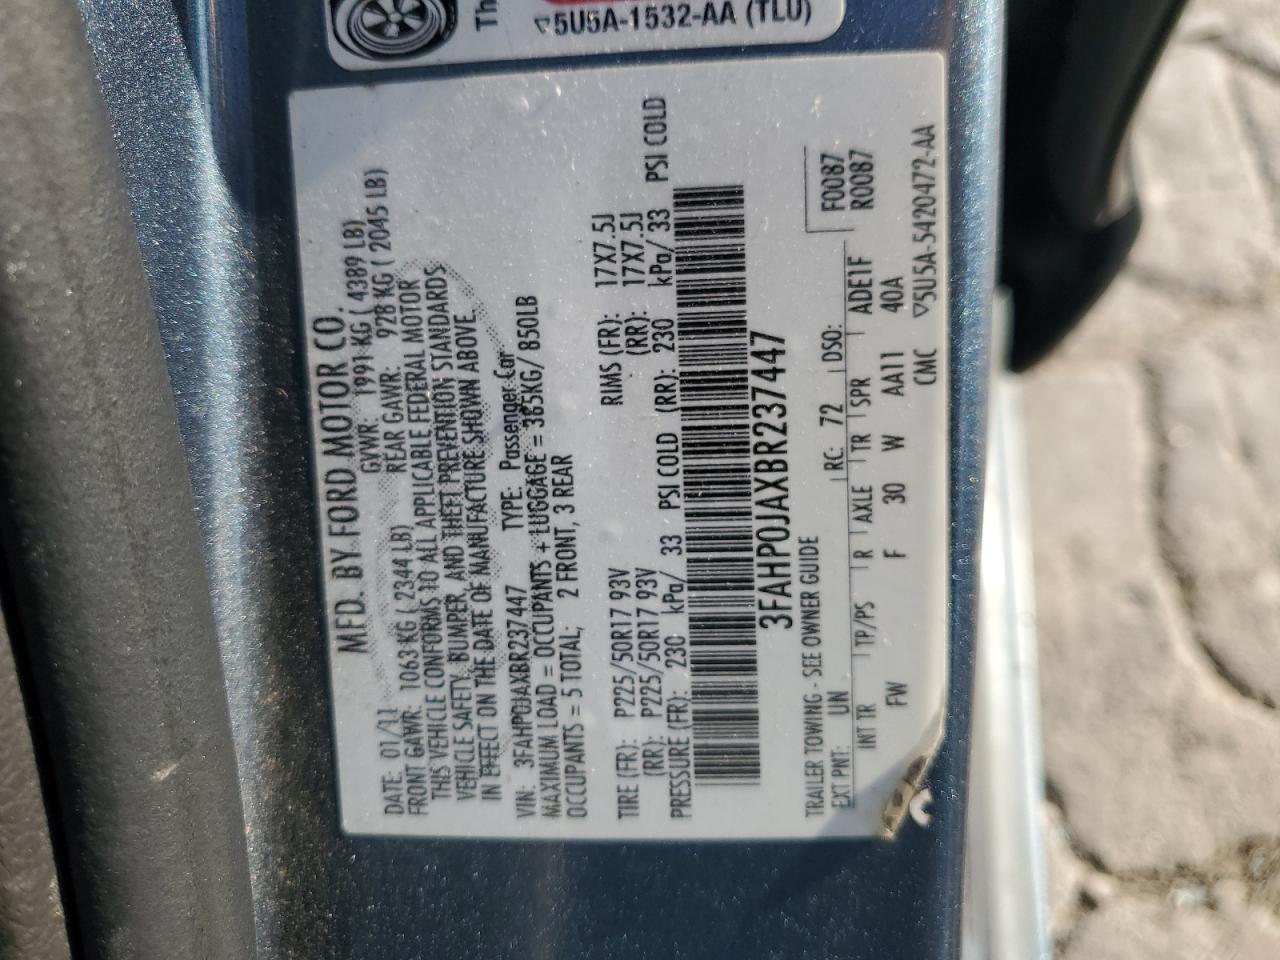 Th
▽5U5A-1532-AA (TLU)
MFD. BY FORD MOTOR CO.
DATE: 01/11 GVWR: 1991 KG ( 4389 LB)
FRONT GAWR: 1063 KG ( 2344 LB) REAR GAWR: 928 KG ( 2045 LB)
THIS VEHICLE CONFORMS TO ALL APPLICABLE FEDERAL MOTOR
VEHICLE SAFETY, BUMPER, AND THEFT PREVENTION STANDARDS
IN EFFECT ON THE DATE OF MANUFACTURE SHOWN ABOVE.
VIN: 3FAHP0JAXBR237447 TYPE: Passenger Car
MAXIMUM LOAD = OCCUPANTS + LUGGAGE = 385KG/ 850LB
OCCUPANTS = 5 TOTAL, 2 FRONT, 3 REAR
TIRE (FR): P225/50R17 93V RIMS (FR): 17X7.5J
(RR): P225/50R17 93V (RR): 17X7.5J
PRESSURE (FR): 230 kPa/ 33 PSI COLD (RR): 230 kPa/ 33 PSI COLD
3FAHP0JAXBR237447
TRAILER TOWING - SEE OWNER GUIDE
F0087
R0087
EXT PNT: UN RC: 72 DSO:
INT TR TP/PS R AXLE TR SPR ADE1F
FW F 30 W AA11 40A
CMC ▽5U5A-5420472-AA